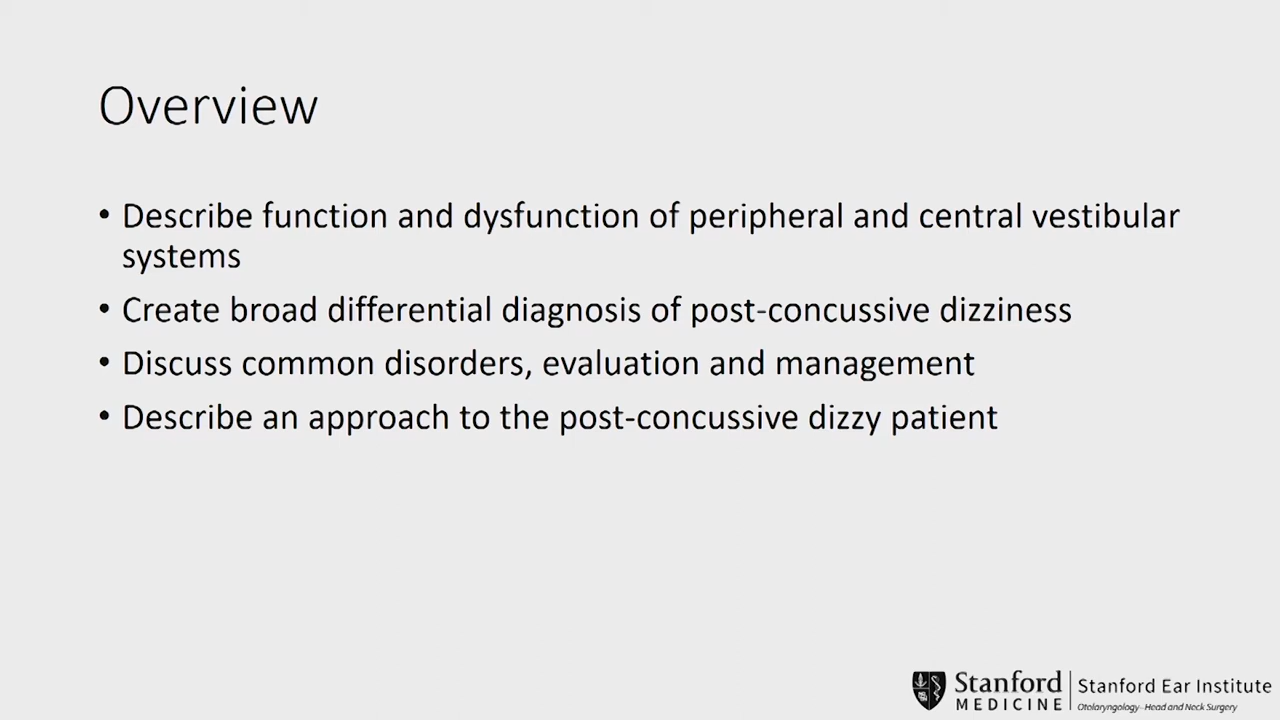 Overview
• Describe function and dysfunction of peripheral and central vestibular
systems
• Create broad differential diagnosis of post-concussive dizziness
• Discuss common disorders, evaluation and management
• Describe an approach to the post-concussive dizzy patient
Stanford
MEDICINE
Stanford Ear Institute
Otolaryngology–Head and Neck Surgery